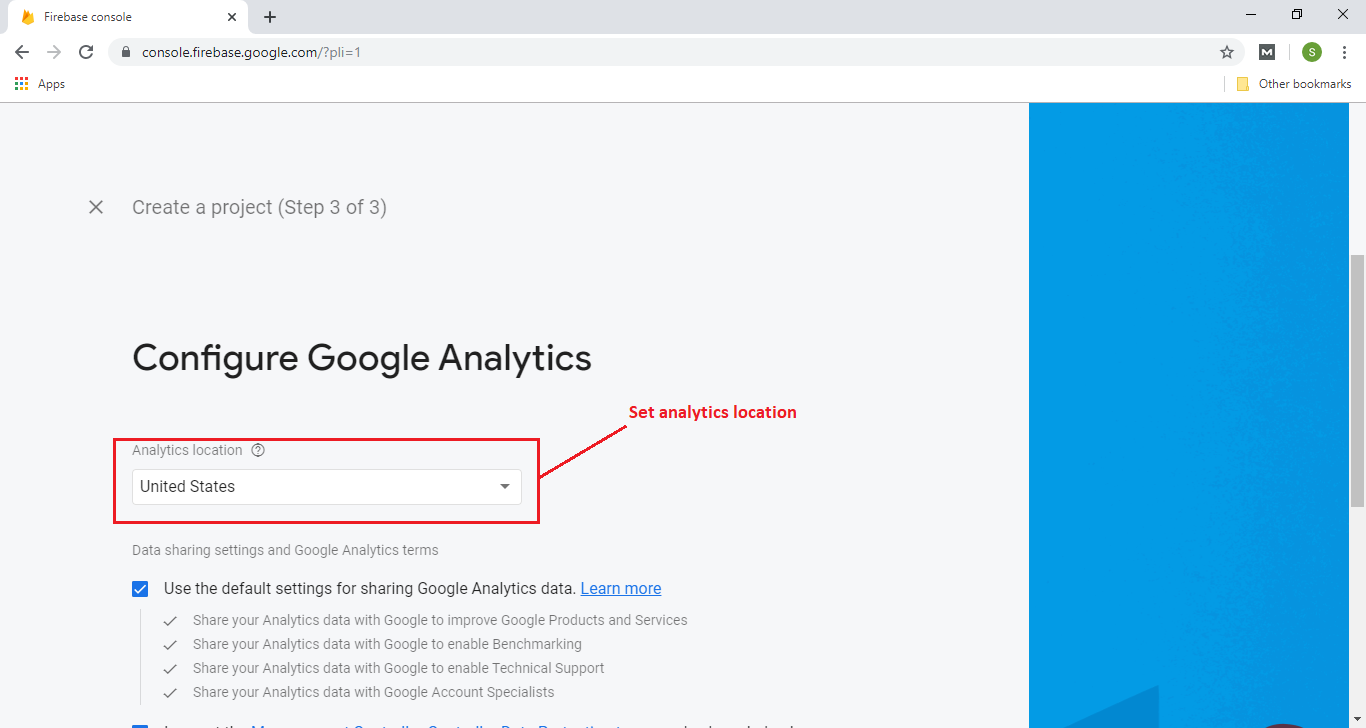 Firebase console
console.firebase.google.com/?pli=1
M
S
Apps
Other bookmarks
Create a project (Step 3 of 3)
Configure Google Analytics
Set analytics location
Analytics location ?
United States
Data sharing settings and Google Analytics terms
Use the default settings for sharing Google Analytics data. Learn more
Share your Analytics data with Google to improve Google Products and Services
Share your Analytics data with Google to enable Benchmarking
Share your Analytics data with Google to enable Technical Support
Share your Analytics data with Google Account Specialists